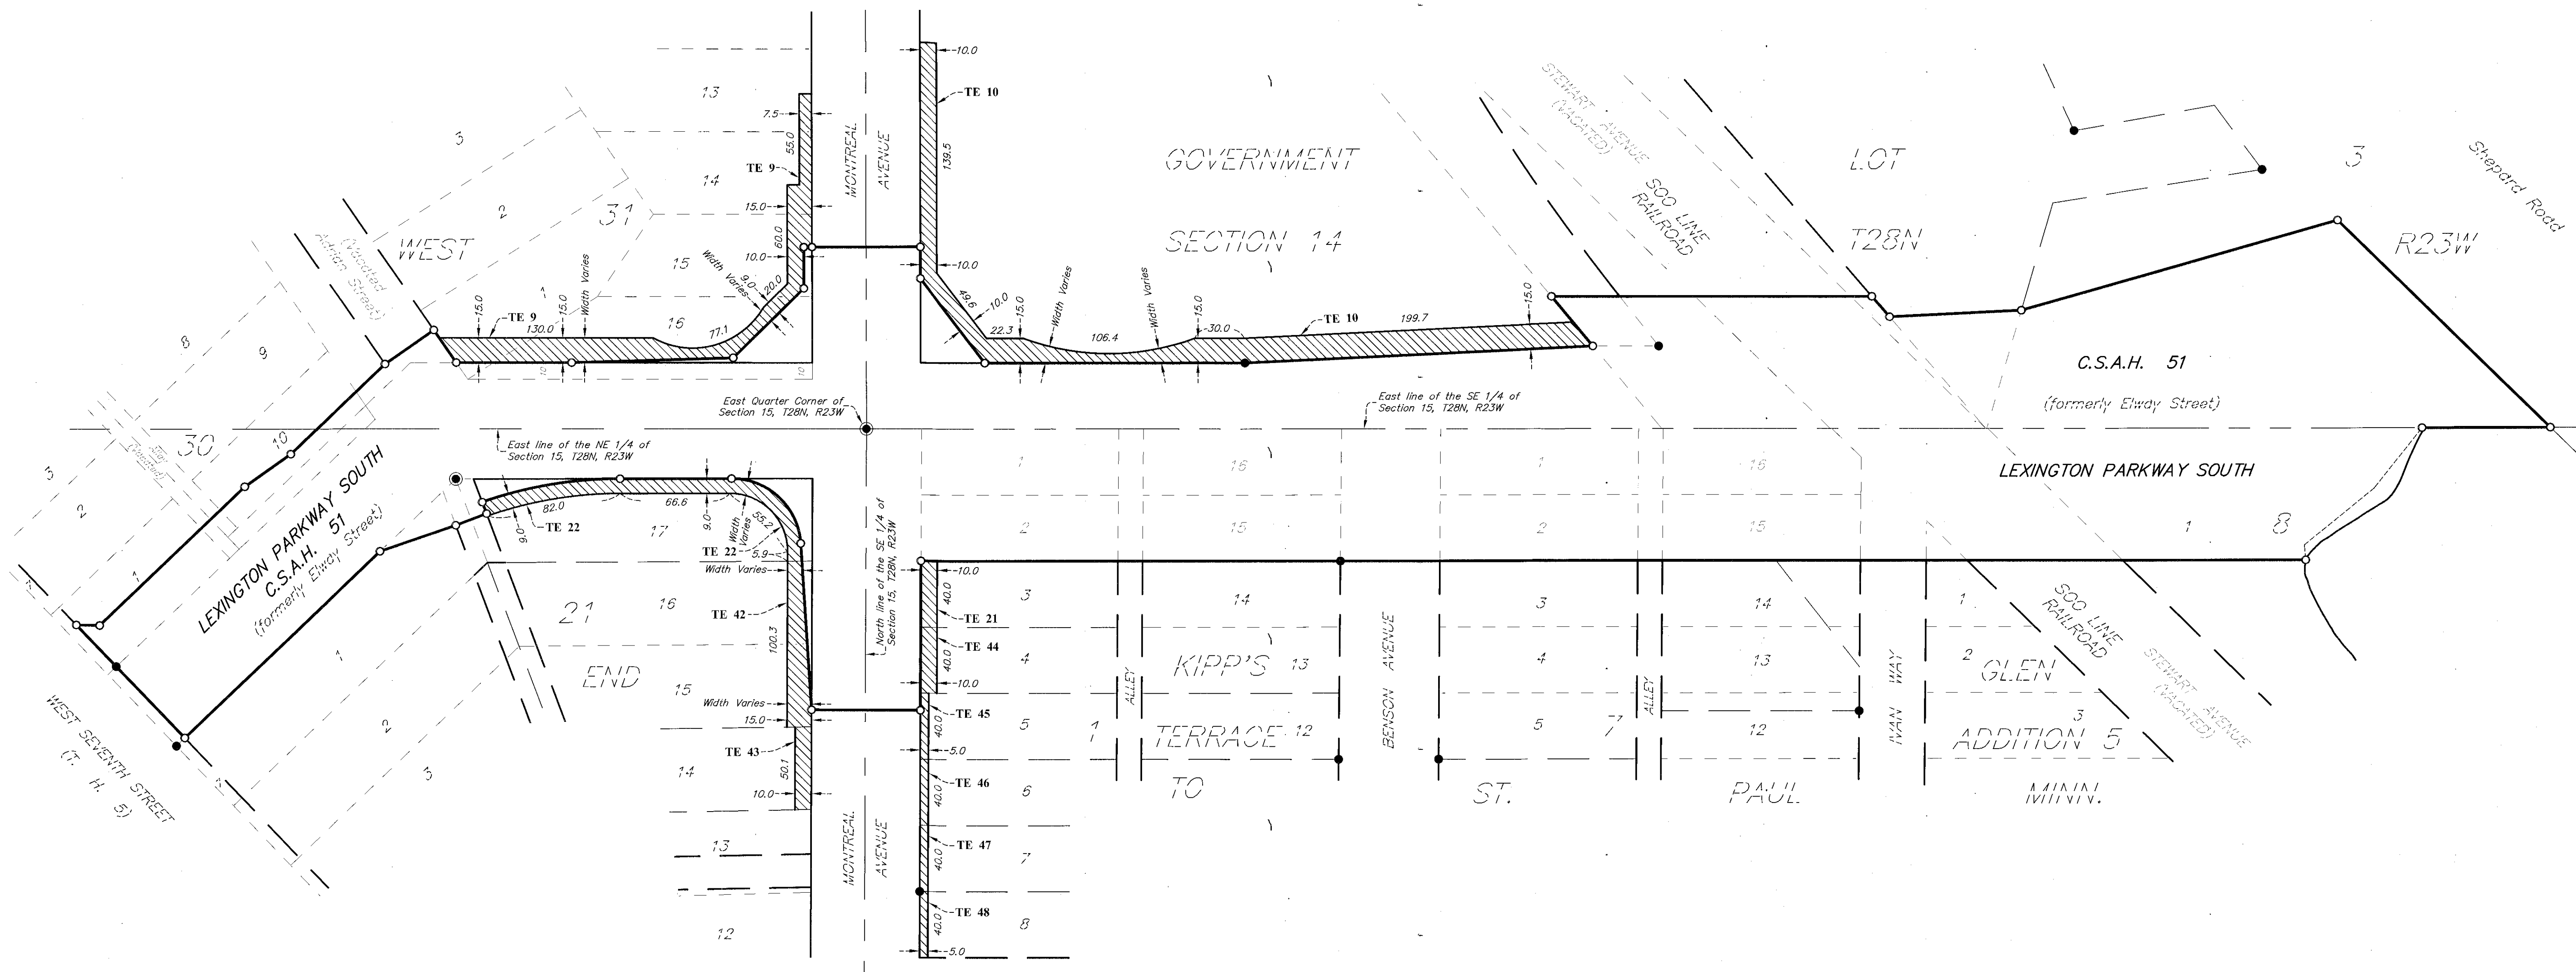 3
2
31
1
WEST
(Vacated
Adrian Street)
8
9
13
14
15
16
7.5
55.0
TE 9
15.0
60.0
10.0
Width Varies
15.0
TE 9
130.0
15.0
Width Varies
77.1
9.0
20.0
10
10
MONTREAL
AVENUE
10.0
TE 10
139.5
10.0
49.6
10.0
22.3
15.0
Width Varies
106.4
Width Varies
15.0
30.0
TE 10
199.7
15.0
GOVERNMENT
SECTION 14
LOT
T28N
3
R23W
STEWART AVENUE
(VACATED)
SOO LINE
RAILROAD
Shepard Road
C.S.A.H. 51
(formerly Elway Street)
LEXINGTON PARKWAY SOUTH
East Quarter Corner of
Section 15, T28N, R23W
East line of the SE 1/4 of
Section 15, T28N, R23W
East line of the NE 1/4 of
Section 15, T28N, R23W
North line of the SE 1/4 of
Section 15, T28N, R23W
30
10
3
2
1
(Vacated)
LEXINGTON PARKWAY SOUTH
C.S.A.H. 51
(formerly Elway Street)
WEST SEVENTH STREET
(T. H. 5)
1
2
3
9.0
82.0
TE 22
66.6
9.0
Width
Varies
55.2
TE 22
5.9
Width Varies
TE 42
100.3
Width Varies
15.0
TE 43
50.1
10.0
17
16
21
END
15
14
13
12
MONTREAL
AVENUE
10.0
40.0
TE 21
40.0
TE 44
10.0
TE 45
40.0
5.0
TE 46
40.0
TE 47
40.0
TE 48
40.0
5.0
1
2
3
4
5
6
7
8
1
ALLEY
16
15
14
KIPP'S
13
TERRACE
12
TO
BENSON AVENUE
1
2
3
4
5
7
ST.
ALLEY
16
15
14
13
12
PAUL
IVAN WAY
1
8
1
2
GLEN
3
ADDITION 5
MINN.
SOO LINE
RAILROAD
STEWART AVENUE
(VACATED)